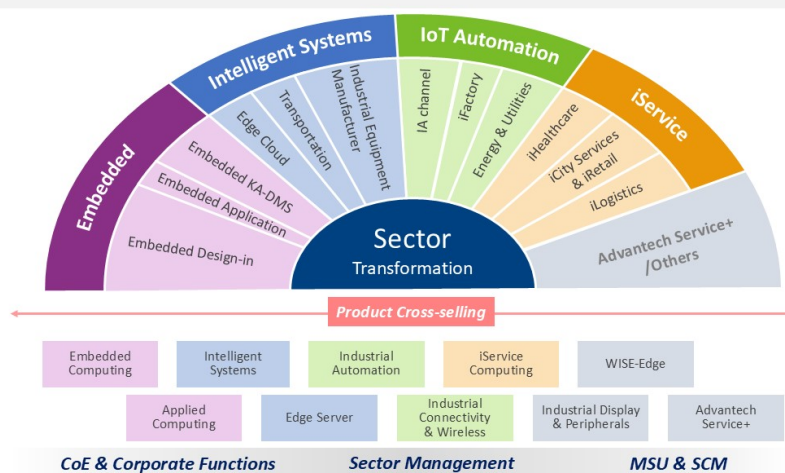 Embedded
Intelligent Systems
IoT Automation
iService
Embedded Design-in
Embedded Application
Embedded KA-DMS
Edge Cloud
Transportation
Industrial Equipment
Manufacturer
IA channel
iFactory
Energy & Utilities
iHealthcare
iCity Services
& iRetail
iLogistics
Advantech Service+
/Others
Sector
Transformation
Product Cross-selling
Embedded
Computing
Intelligent
Systems
Industrial
Automation
iService
Computing
WISE-Edge
Applied
Computing
Edge Server
Industrial
Connectivity
& Wireless
Industrial Display
& Peripherals
Advantech
Service+
CoE & Corporate Functions
Sector Management
MSU & SCM